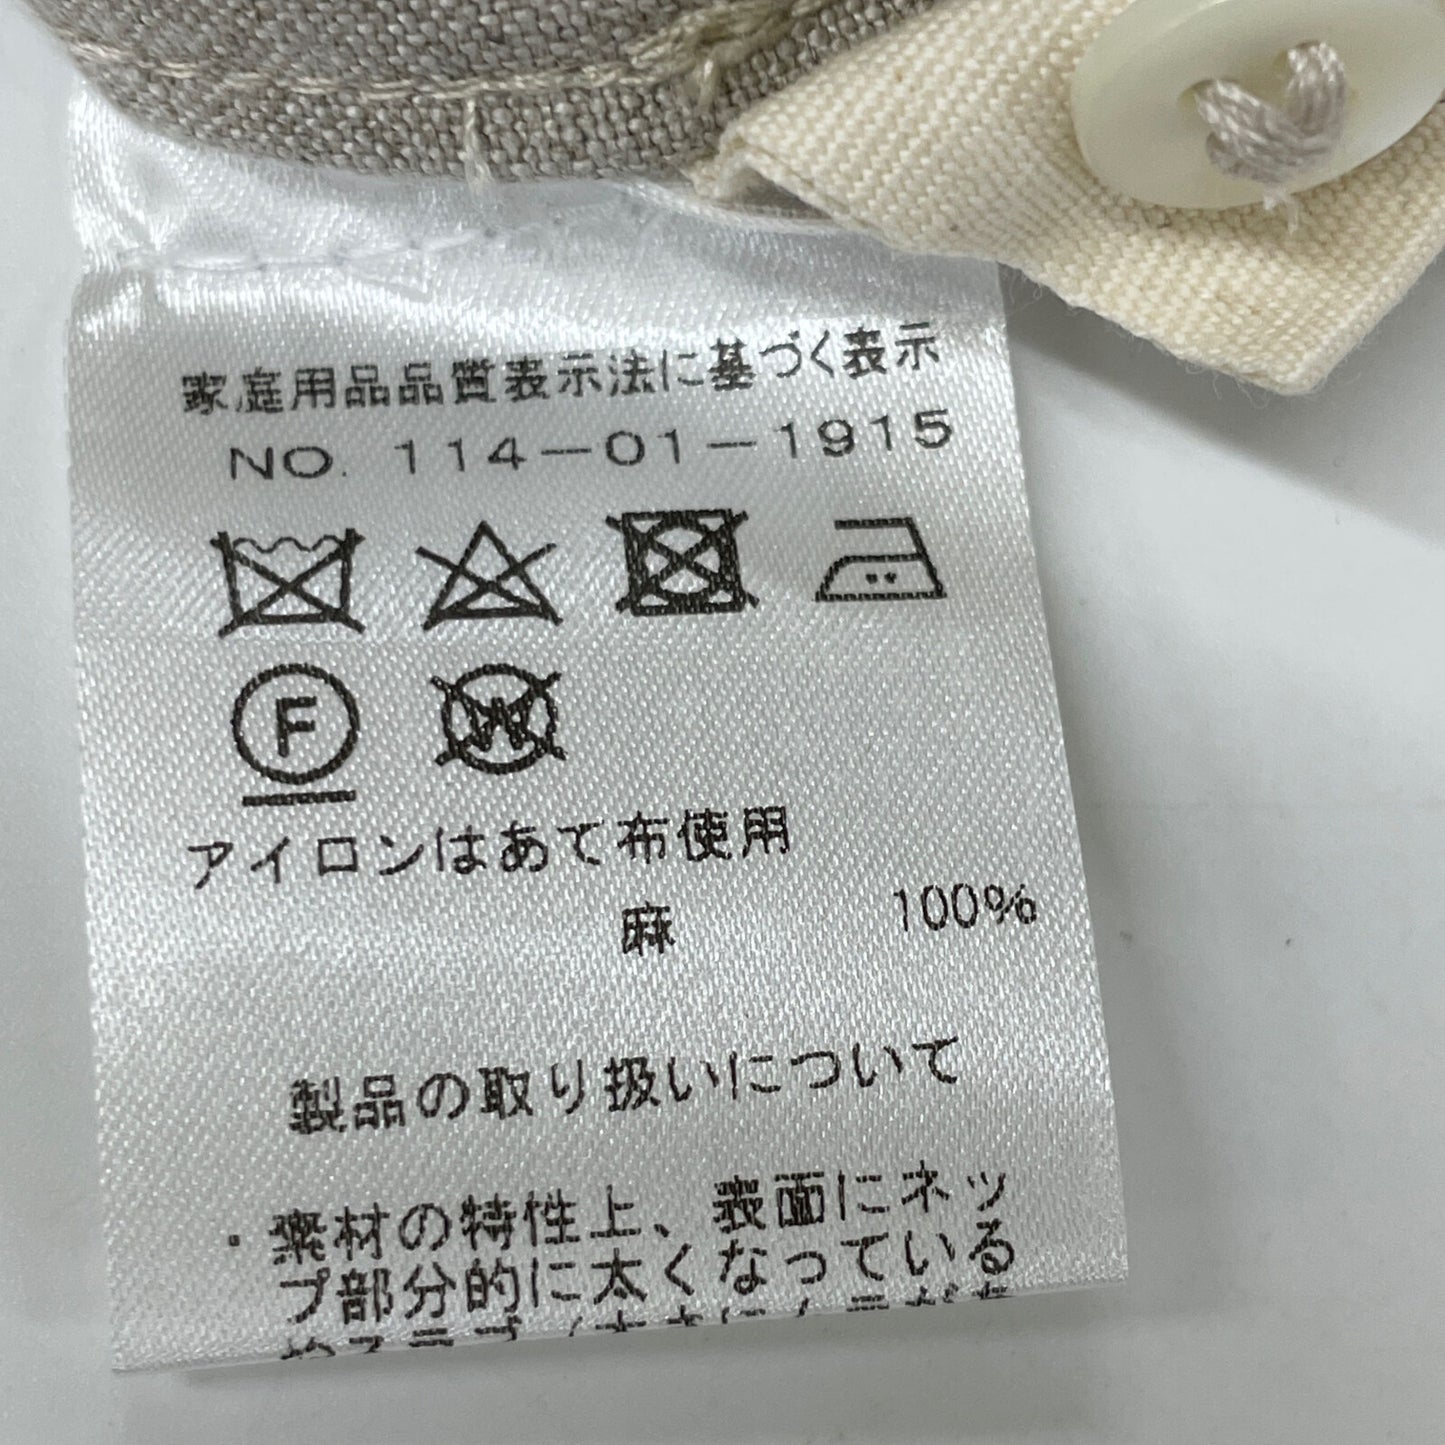 家庭用品品質表示法に基づく表示
NO. 114-01-1915
F W
アイロンはあて布使用
麻 100%
製品の取り扱いについて
・素材の特性上、表面にネッ
プ部分的に太くなっている